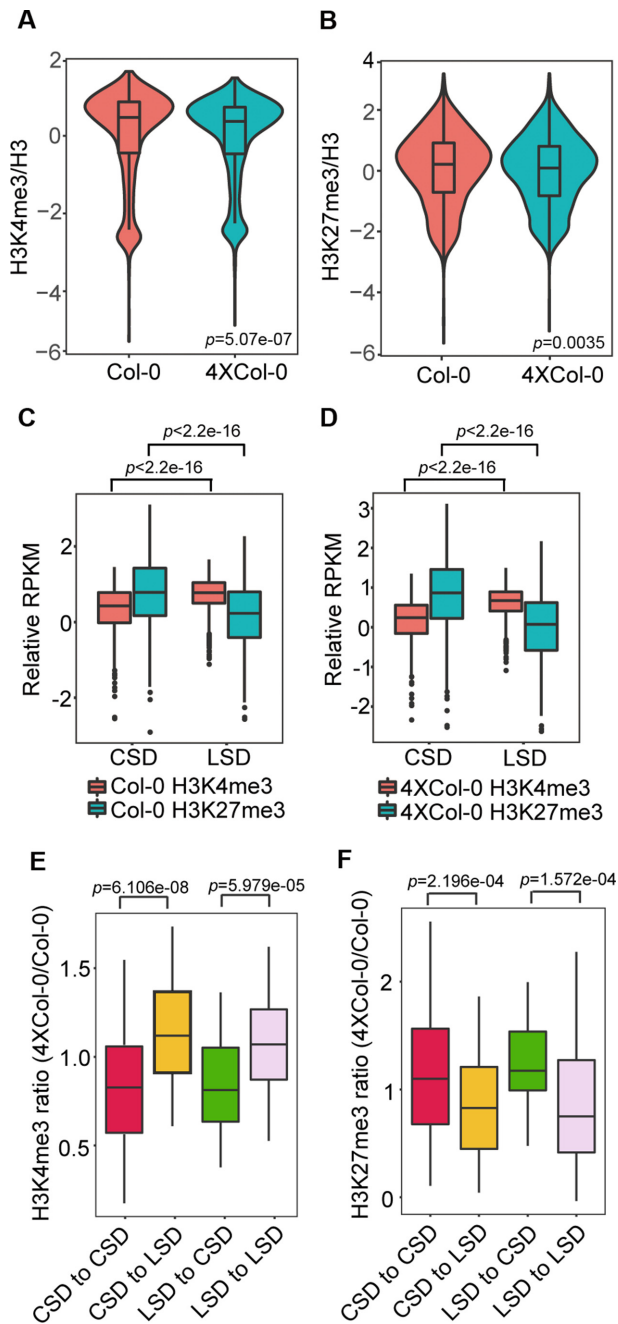 A
H3K4me3/H3
2
0
−2
−4
−6
Col-0
4XCol-0
p=5.07e-07
B
H3K27me3/H3
4
2
0
−2
−4
−6
Col-0
4XCol-0
p=0.0035
C
p<2.2e-16
p<2.2e-16
Relative RPKM
2
0
-2
CSD
LSD
Col-0 H3K4me3
Col-0 H3K27me3
D
p<2.2e-16
p<2.2e-16
Relative RPKM
3
2
1
0
-1
-2
CSD
LSD
4XCol-0 H3K4me3
4XCol-0 H3K27me3
E
p=6.106e-08
p=5.979e-05
H3K4me3 ratio (4XCol-0/Col-0)
1.5
1.0
0.5
CSD to CSD
CSD to LSD
LSD to CSD
LSD to LSD
F
p=2.196e-04
p=1.572e-04
H3K27me3 ratio (4XCol-0/Col-0)
2
1
0
CSD to CSD
CSD to LSD
LSD to CSD
LSD to LSD